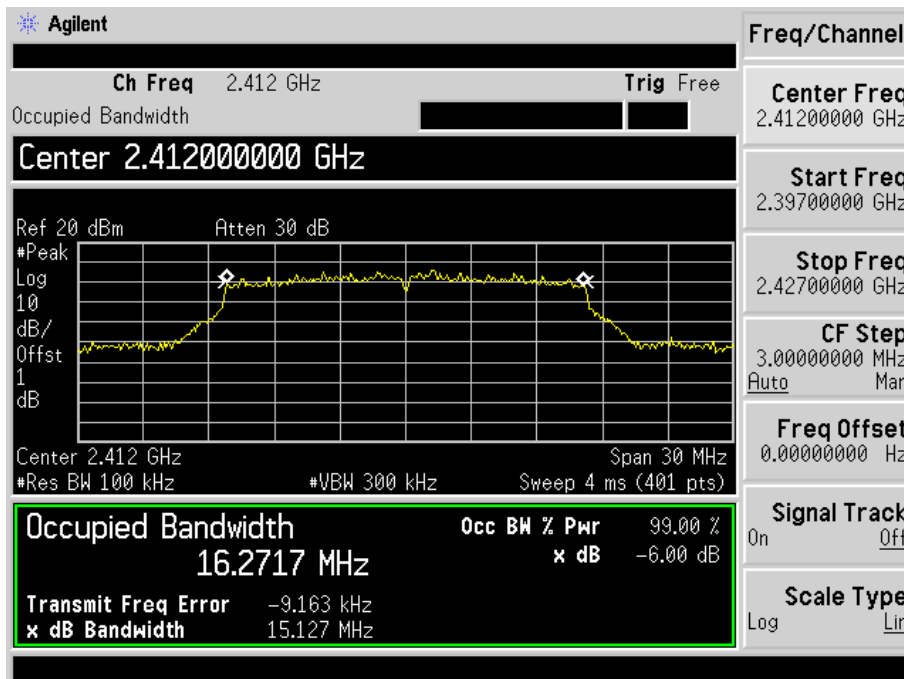 Agilent
Ch Freq 2.412 GHz Trig Free
Occupied Bandwidth
Center 2.412000000 GHz
Ref 20 dBm Atten 30 dB
#Peak
Log
10
dB/
Offst
1
dB
Center 2.412 GHz Span 30 MHz
#Res BW 100 kHz #VBW 300 kHz Sweep 4 ms (401 pts)
Occupied Bandwidth
16.2717 MHz
Occ BW % Pwr 99.00 %
x dB -6.00 dB
Transmit Freq Error -9.163 kHz
x dB Bandwidth 15.127 MHz
Freq/Channel
Center Freq
2.41200000 GHz
Start Freq
2.39700000 GHz
Stop Freq
2.42700000 GHz
CF Step
3.00000000 MHz
Auto Man
Freq Offset
0.00000000 Hz
Signal Track
On Off
Scale Type
Log Lin